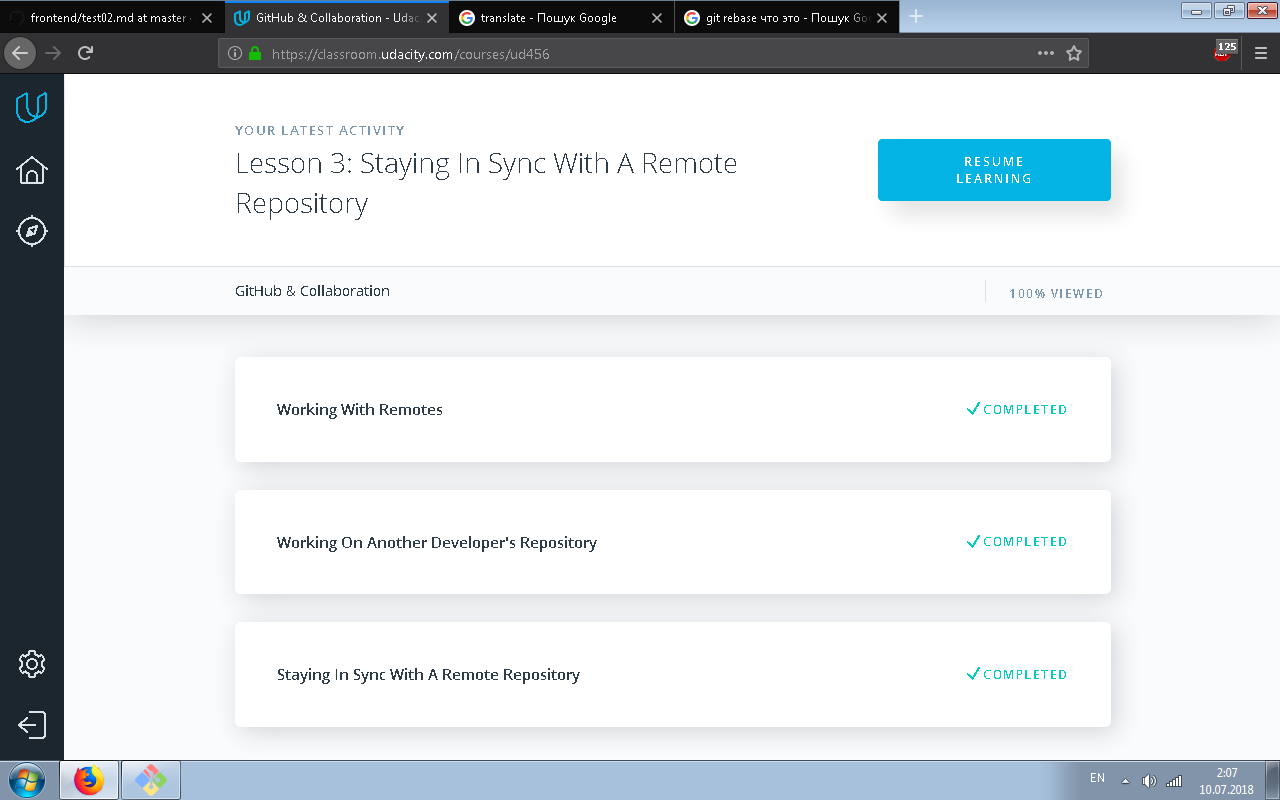 frontend/test02.md at master
GitHub & Collaboration - Udac
translate - Пошук Google
git rebase что это - Пошук Go
https://classroom.udacity.com/courses/ud456
125
YOUR LATEST ACTIVITY
Lesson 3: Staying In Sync With A Remote
Repository
RESUME
LEARNING
GitHub & Collaboration
100% VIEWED
Working With Remotes
COMPLETED
Working On Another Developer's Repository
COMPLETED
Staying In Sync With A Remote Repository
COMPLETED
EN
2:07
10.07.2018